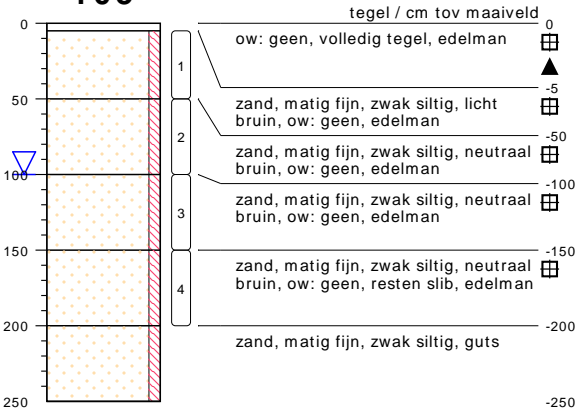 tegel / cm tov maaiveld
0
0
ow: geen, volledig tegel, edelman
1
-5
50
zand, matig fijn, zwak siltig, licht
bruin, ow: geen, edelman
-50
2
zand, matig fijn, zwak siltig, neutraal
bruin, ow: geen, edelman
100
-100
3
zand, matig fijn, zwak siltig, neutraal
bruin, ow: geen, edelman
150
-150
4
zand, matig fijn, zwak siltig, neutraal
bruin, ow: geen, resten slib, edelman
200
-200
zand, matig fijn, zwak siltig, guts
250
-250